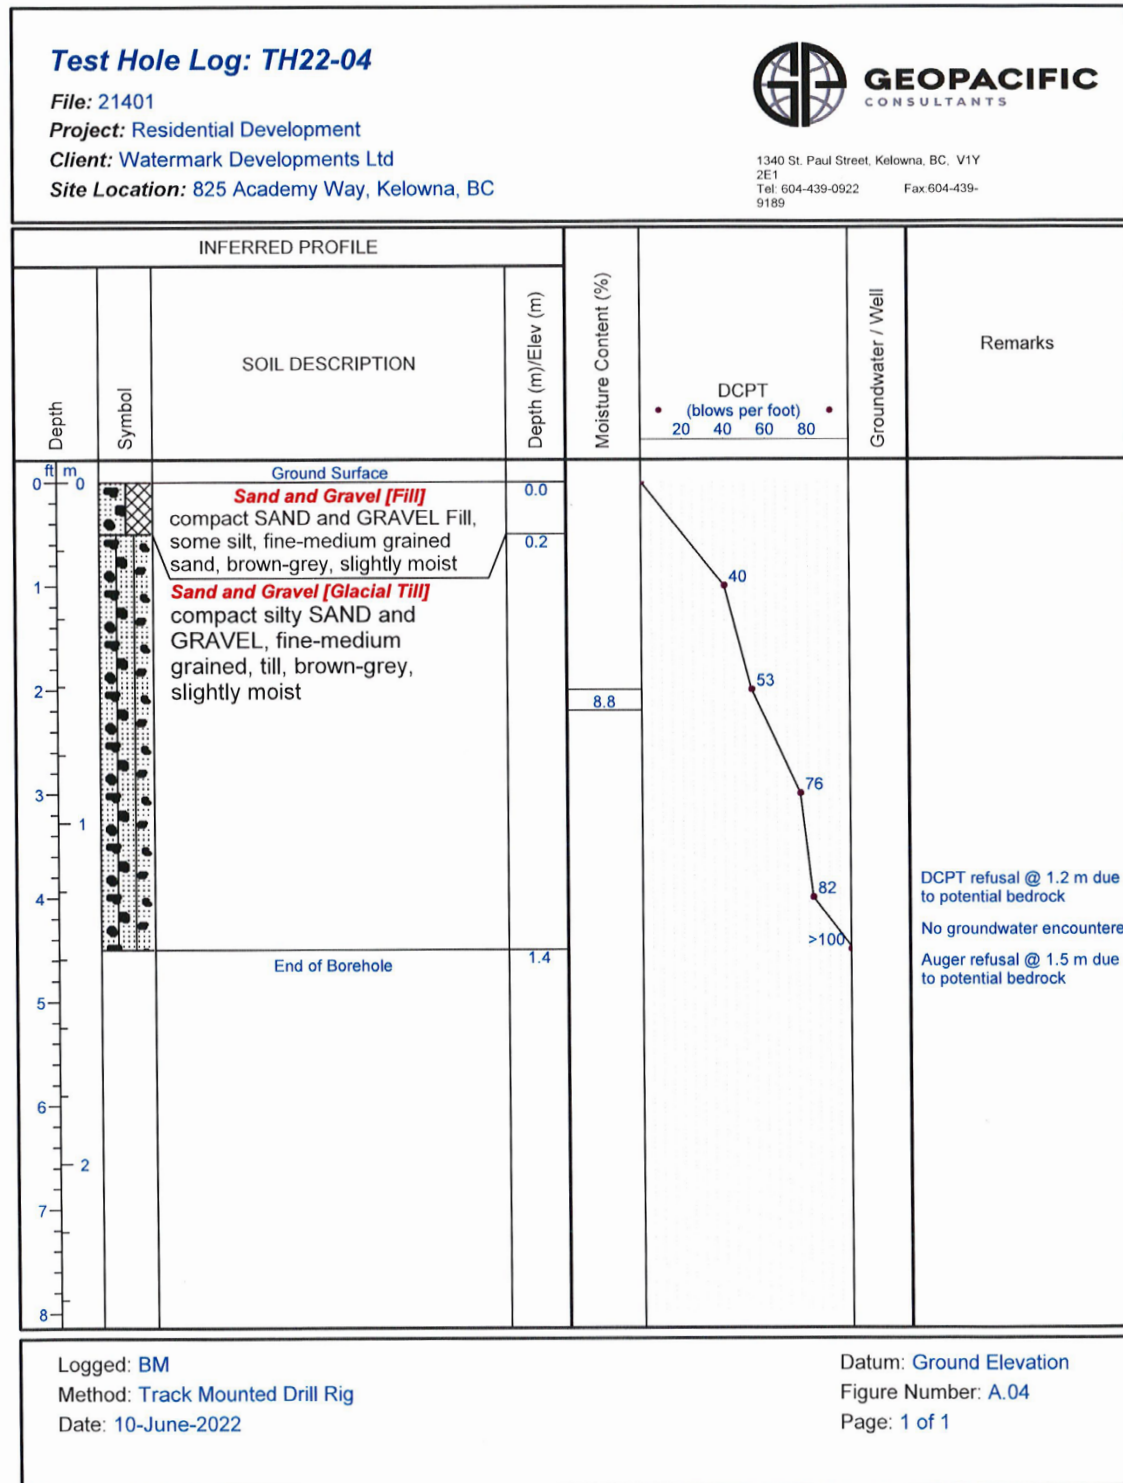 Test Hole Log: TH22-04
File: 21401
Project: Residential Development
Client: Watermark Developments Ltd
Site Location: 825 Academy Way, Kelowna, BC
GEOPACIFIC
CONSULTANTS
1340 St. Paul Street, Kelowna, BC, V1Y
2E1
Tel: 604-439-0922 Fax:604-439-
9189
INFERRED PROFILE
Depth
Symbol
SOIL DESCRIPTION
Depth (m)/Elev (m)
Moisture Content (%)
DCPT
(blows per foot)
20 40 60 80
Groundwater / Well
Remarks
ft m
0 0
1
2
3
1
4
5
6
2
7
8
Ground Surface
Sand and Gravel [Fill]
compact SAND and GRAVEL Fill,
some silt, fine-medium grained
sand, brown-grey, slightly moist
Sand and Gravel [Glacial Till]
compact silty SAND and
GRAVEL, fine-medium
grained, till, brown-grey,
slightly moist
End of Borehole
0.0
0.2
1.4
8.8
40
53
76
82
>100
DCPT refusal @ 1.2 m due
to potential bedrock
No groundwater encountere
Auger refusal @ 1.5 m due
to potential bedrock
Logged: BM
Method: Track Mounted Drill Rig
Date: 10-June-2022
Datum: Ground Elevation
Figure Number: A.04
Page: 1 of 1